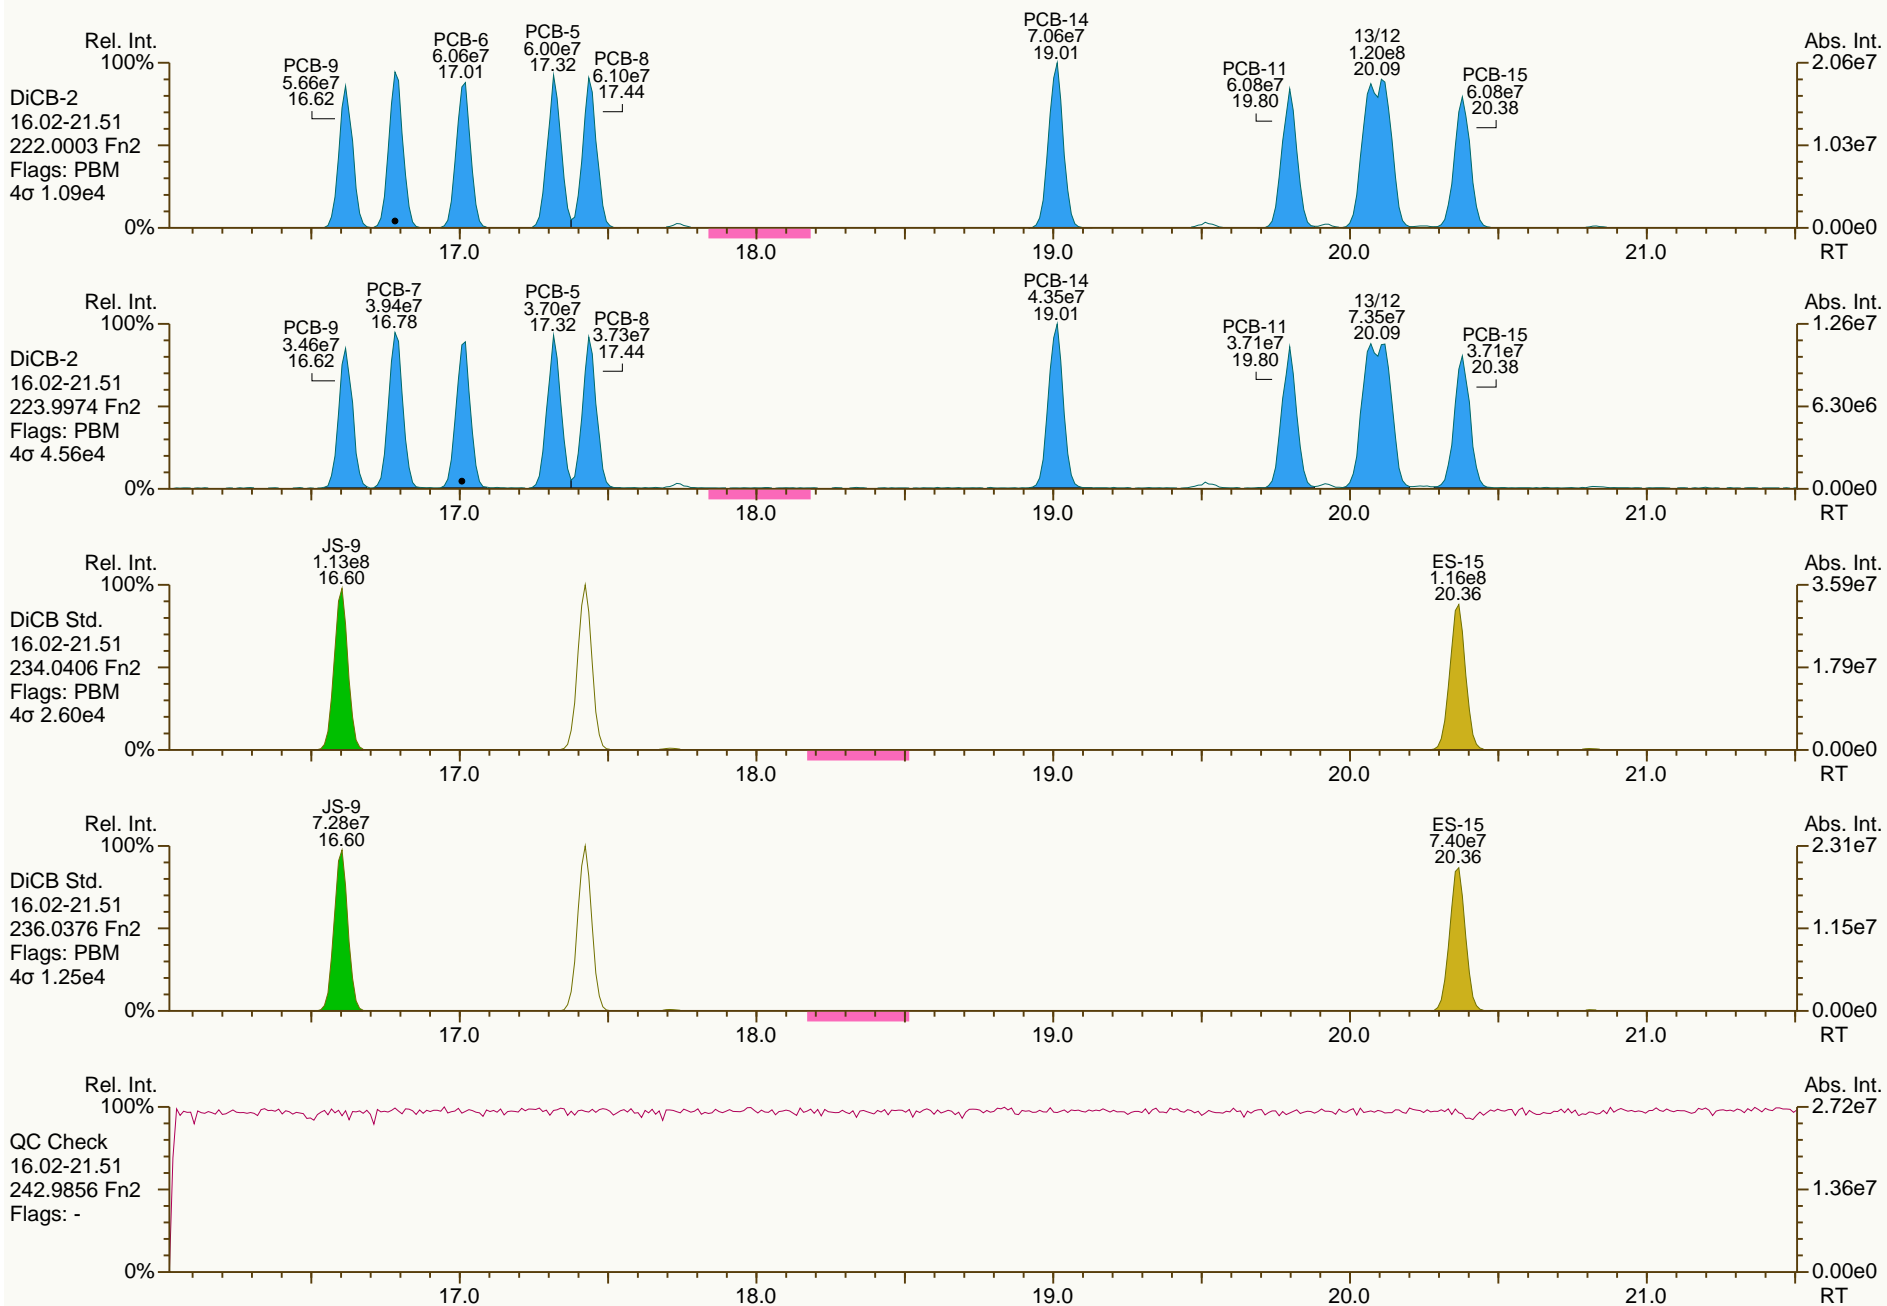 Rel. Int.
100%
0%
DiCB-2
16.02-21.51
222.0003 Fn2
Flags: PBM
4σ 1.09e4
PCB-9
5.66e7
16.62
PCB-6
6.06e7
17.01
PCB-5
6.00e7
17.32
PCB-8
6.10e7
17.44
PCB-14
7.06e7
19.01
PCB-11
6.08e7
19.80
13/12
1.20e8
20.09
PCB-15
6.08e7
20.38
Abs. Int.
2.06e7
1.03e7
0.00e0
17.0 18.0 19.0 20.0 21.0 RT
Rel. Int.
100%
0%
DiCB-2
16.02-21.51
223.9974 Fn2
Flags: PBM
4σ 4.56e4
PCB-9
3.46e7
16.62
PCB-7
3.94e7
16.78
PCB-5
3.70e7
17.32
PCB-8
3.73e7
17.44
PCB-14
4.35e7
19.01
PCB-11
3.71e7
19.80
13/12
7.35e7
20.09
PCB-15
3.71e7
20.38
Abs. Int.
1.26e7
6.30e6
0.00e0
17.0 18.0 19.0 20.0 21.0 RT
Rel. Int.
100%
0%
DiCB Std.
16.02-21.51
234.0406 Fn2
Flags: PBM
4σ 2.60e4
JS-9
1.13e8
16.60
ES-15
1.16e8
20.36
Abs. Int.
3.59e7
1.79e7
0.00e0
17.0 18.0 19.0 20.0 21.0 RT
Rel. Int.
100%
0%
DiCB Std.
16.02-21.51
236.0376 Fn2
Flags: PBM
4σ 1.25e4
JS-9
7.28e7
16.60
ES-15
7.40e7
20.36
Abs. Int.
2.31e7
1.15e7
0.00e0
17.0 18.0 19.0 20.0 21.0 RT
Rel. Int.
100%
0%
QC Check
16.02-21.51
242.9856 Fn2
Flags: -
Abs. Int.
2.72e7
1.36e7
0.00e0
17.0 18.0 19.0 20.0 21.0 RT